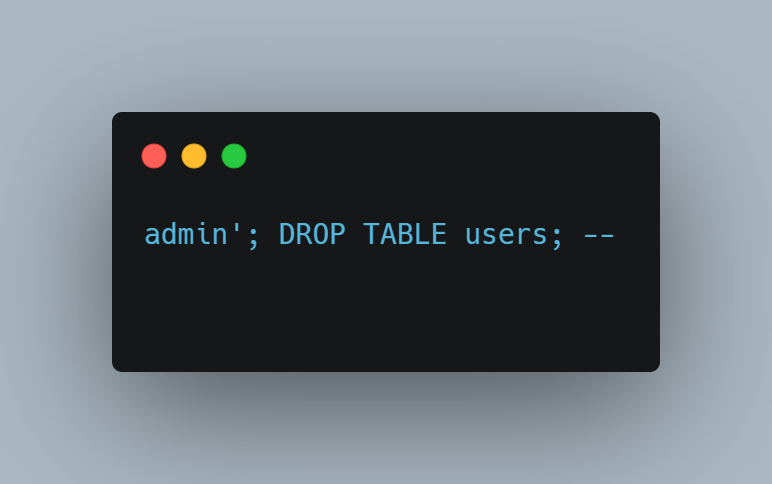 admin'; DROP TABLE users; --